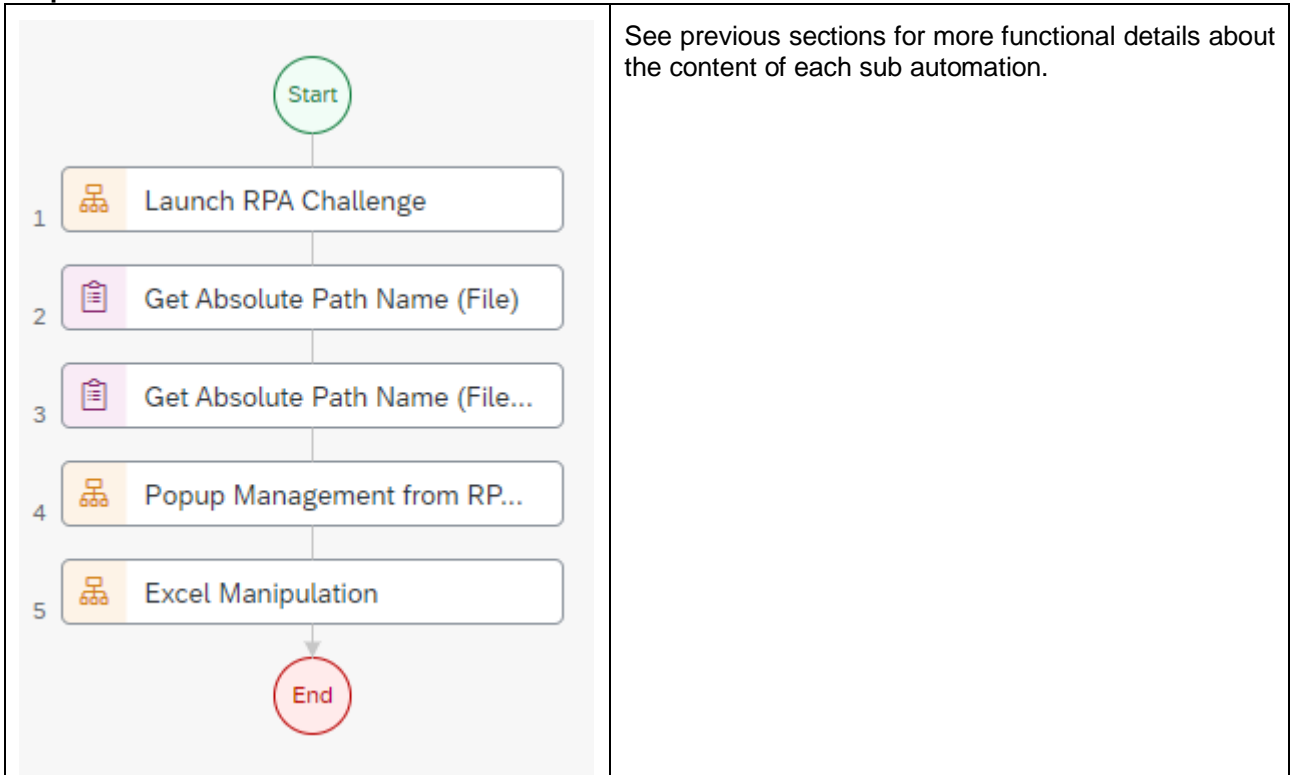 Start
1 Launch RPA Challenge
2 Get Absolute Path Name (File)
3 Get Absolute Path Name (File...
4 Popup Management from RP...
5 Excel Manipulation
End
See previous sections for more functional details about
the content of each sub automation.